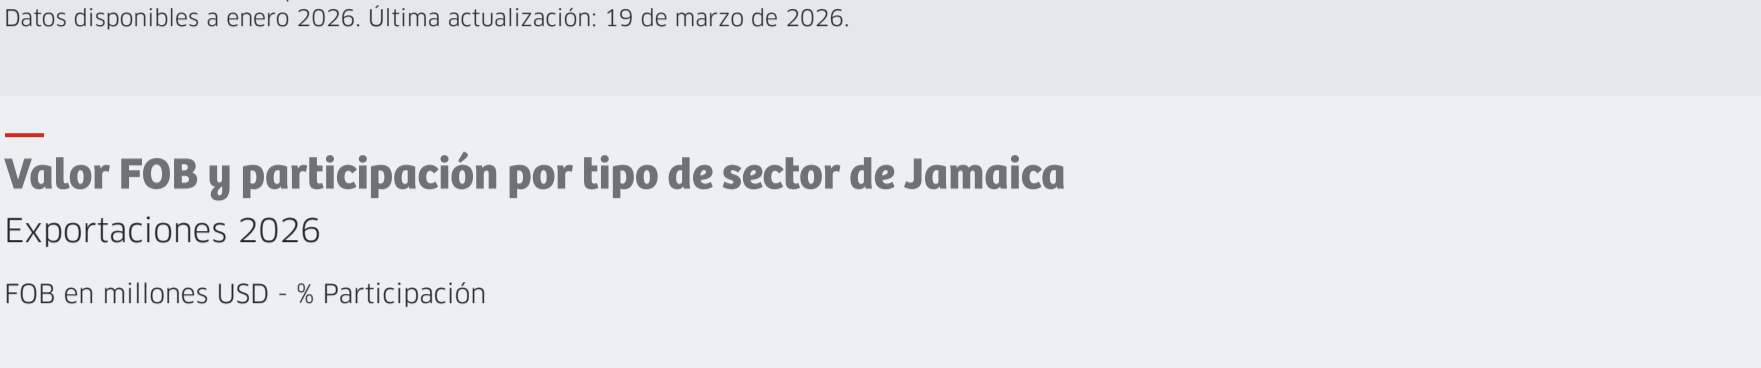 Datos disponibles a enero 2026. Última actualización: 19 de marzo de 2026.
Valor FOB y participación por tipo de sector de Jamaica
Exportaciones 2026
FOB en millones USD - % Participación